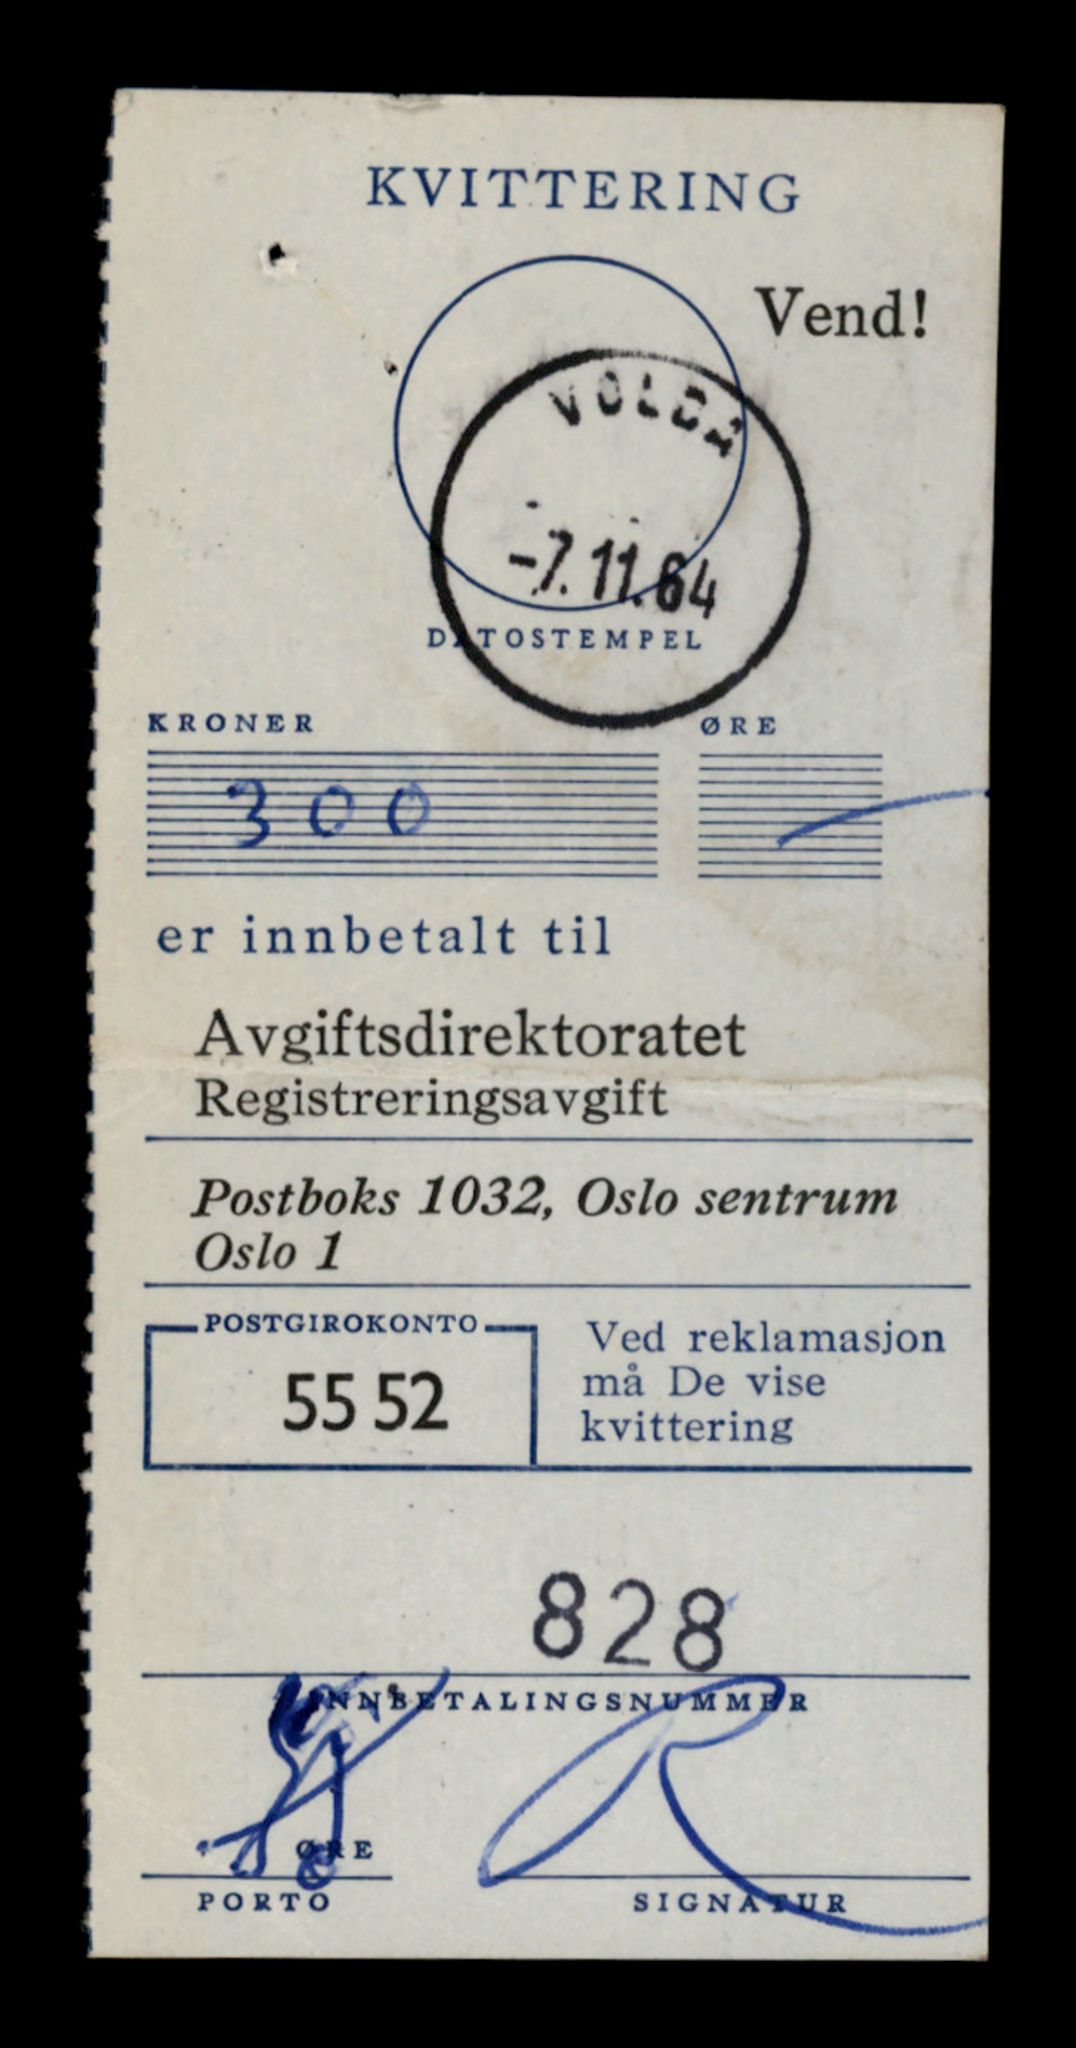 KVITTERING
Vend!
VOLDA
-7.11.64
DATOSTEMPEL
KRONER ØRE
300 —
er innbetalt til
Avgiftsdirektoratet
Registreringsavgift
Postboks 1032, Oslo sentrum
Oslo 1
POSTGIROKONTO
55 52
Ved reklamasjon
må De vise
kvittering
828
INNBETALINGSNUMMER
ØRE
PORTO
SIGNATUR